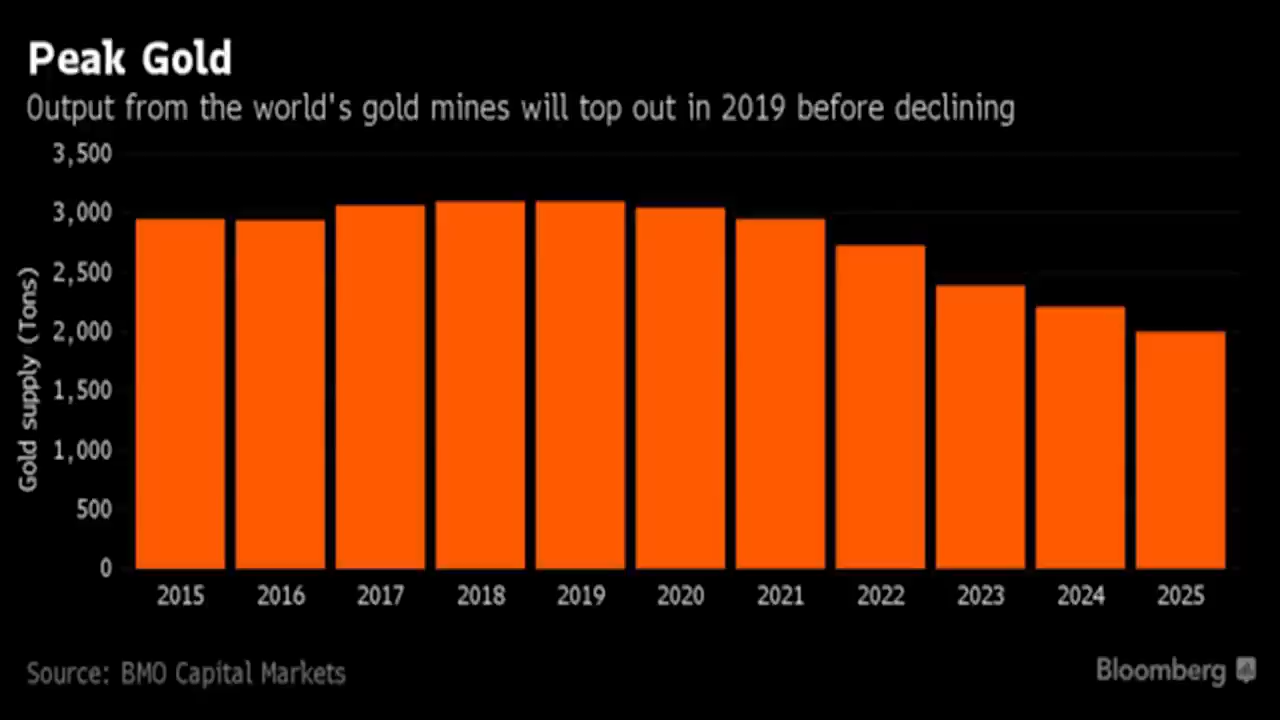 Peak Gold
Output from the world's gold mines will top out in 2019 before declining
3,500
3,000
2,500
2,000
1,500
1,000
500
0
Gold supply (Tons)
2015 2016 2017 2018 2019 2020 2021 2022 2023 2024 2025
Source: BMO Capital Markets
Bloomberg